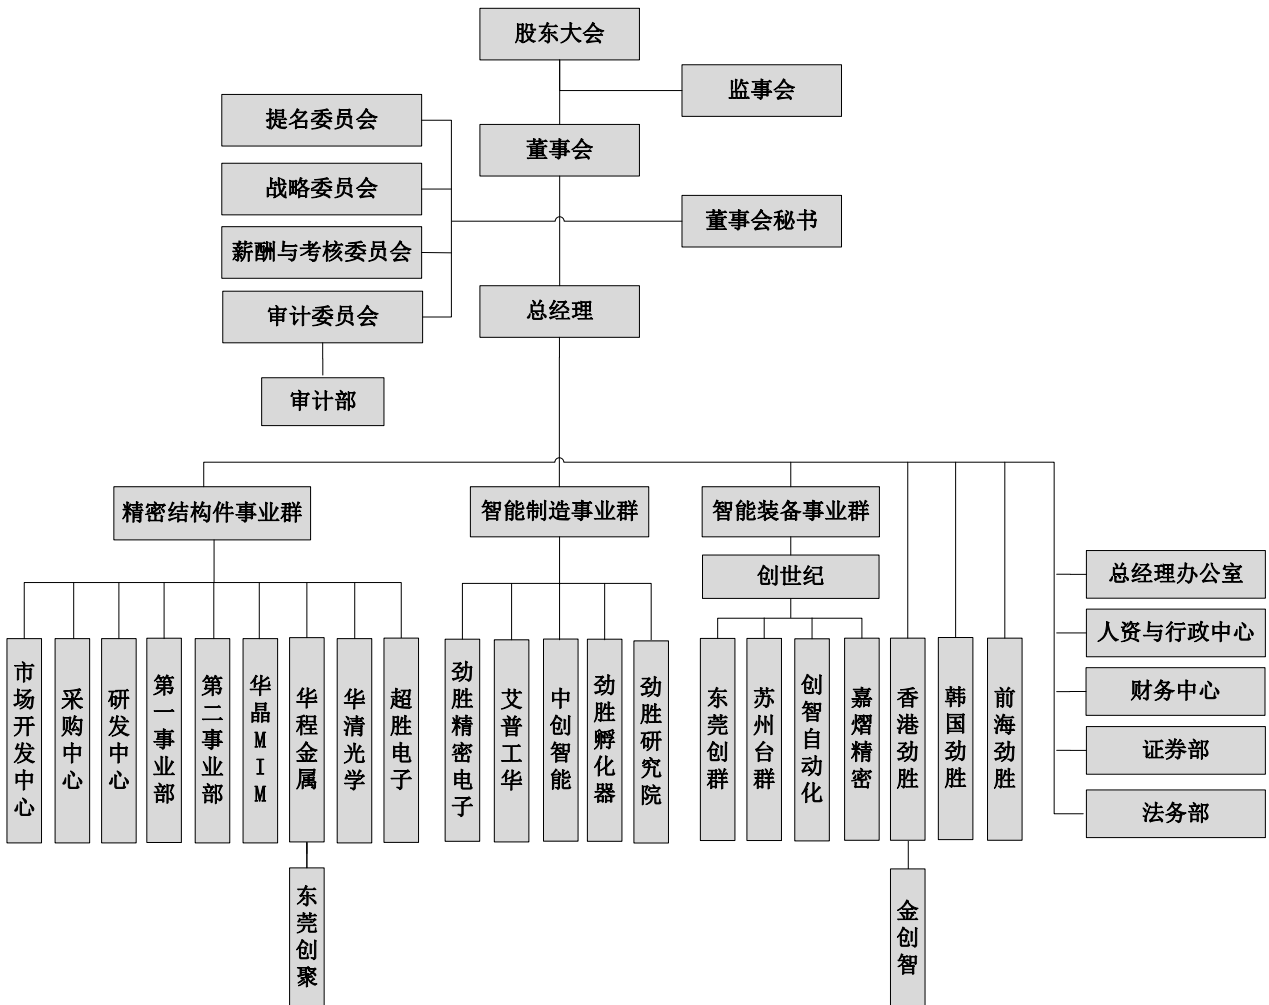 股东大会
监事会
提名委员会
董事会
战略委员会
董事会秘书
薪酬与考核委员会
审计委员会
总经理
审计部
精密结构件事业群
智能制造事业群
智能装备事业群
创世纪
总经理办公室
人资与行政中心
财务中心
证券部
法务部
市场开发中心
采购中心
研发中心
第一事业部
第二事业部
华晶MIM
华程金属
华清光学
超胜电子
劲胜精密电子
艾普工华
中创智能
劲胜孵化器
劲胜研究院
东莞创群
苏州台群
创智自动化
嘉熠精密
香港劲胜
韩国劲胜
前海劲胜
东莞创聚
金创智